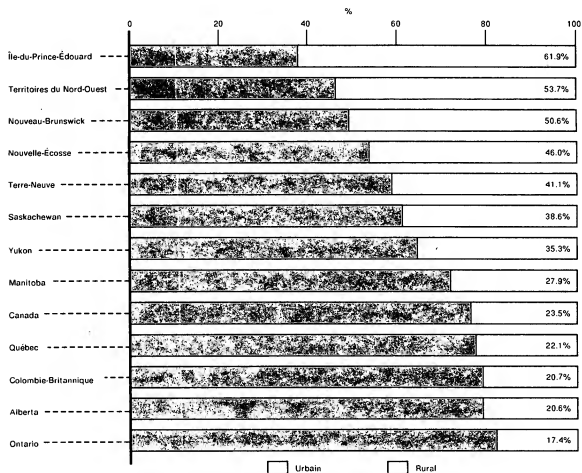 %
0 20 40 60 80 100
Île-du-Prince-Édouard 61.9%
Territoires du Nord-Ouest 53.7%
Nouveau-Brunswick 50.6%
Nouvelle-Écosse 46.0%
Terre-Neuve 41.1%
Saskachewan 38.6%
Yukon 35.3%
Manitoba 27.9%
Canada 23.5%
Québec 22.1%
Colombie-Britannique 20.7%
Alberta 20.6%
Ontario 17.4%
Urbain Rural